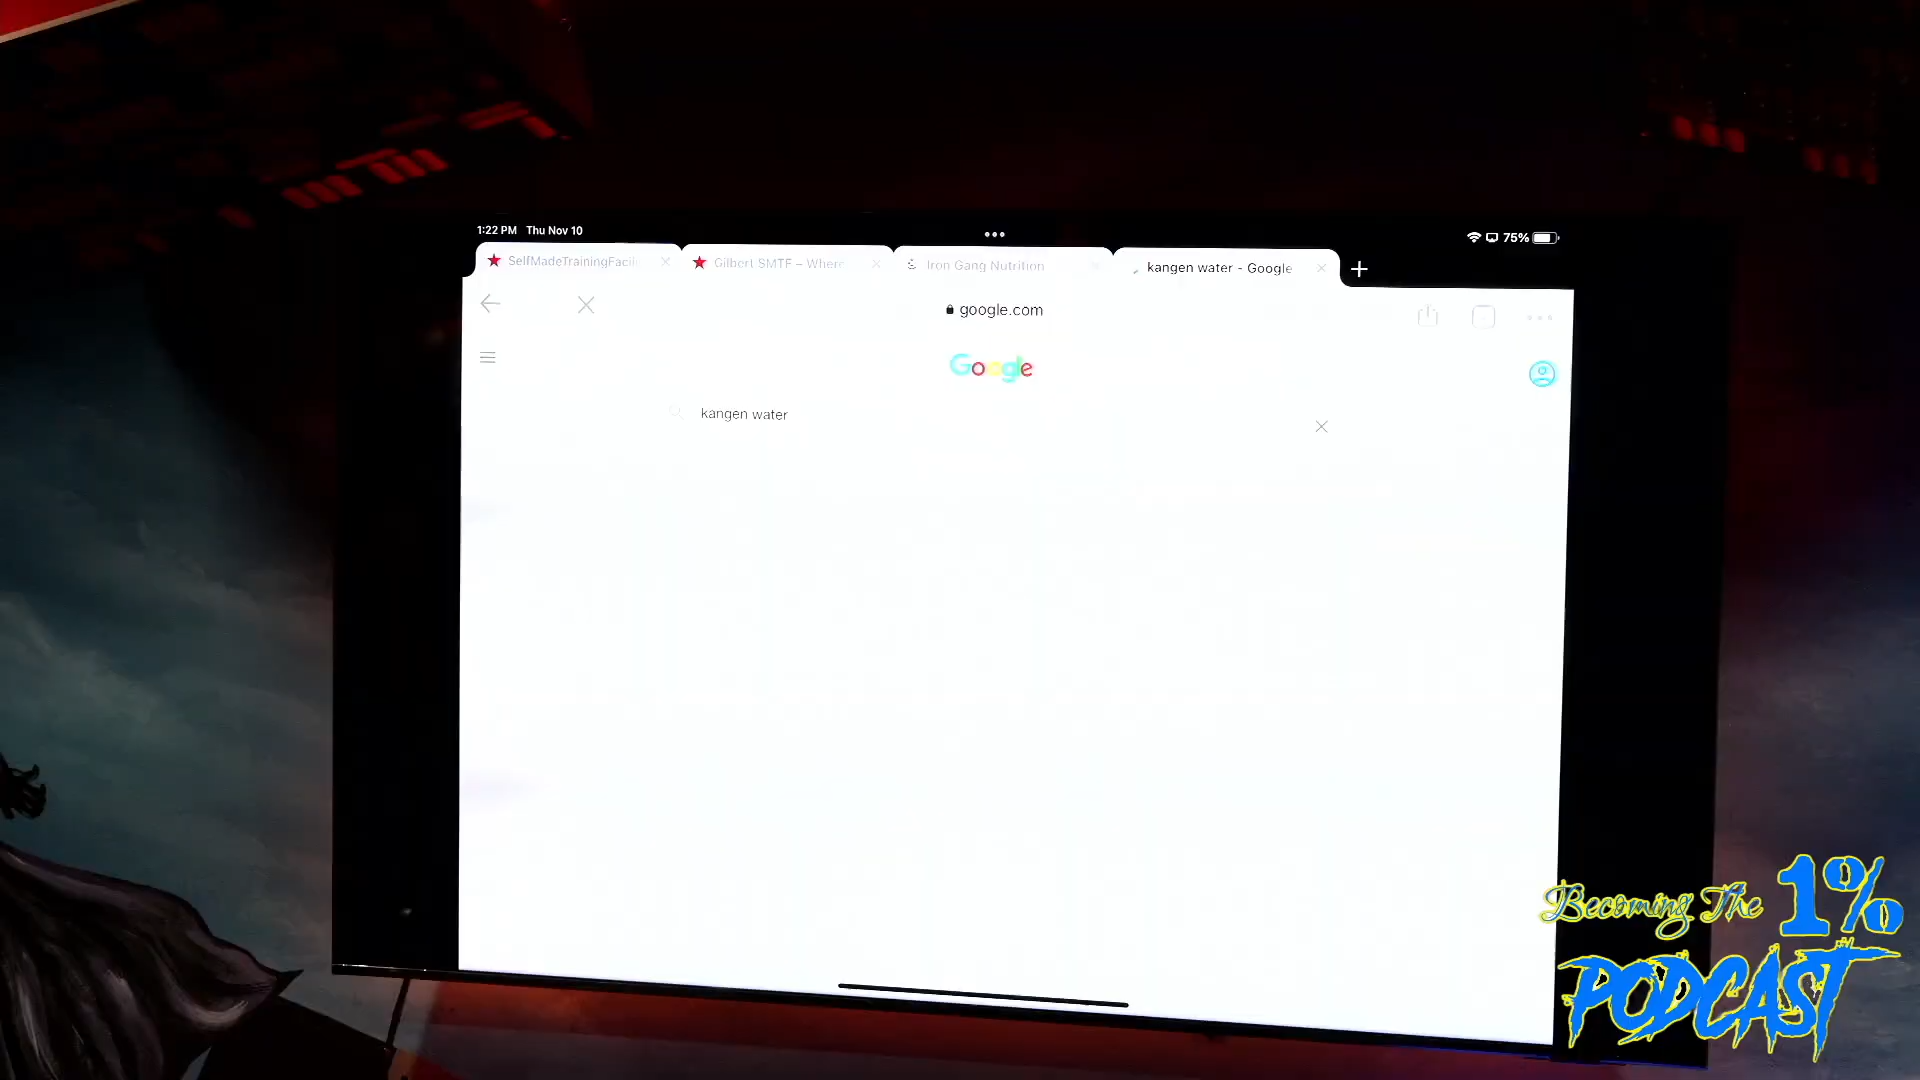 1:22 PM Thu Nov 10
75%
SelfMadeTrainingFacil
Gilbert SMTF – Where
Iron Gang Nutrition
kangen water - Google
google.com
Google
kangen water
Becoming The 1%
PODCAST